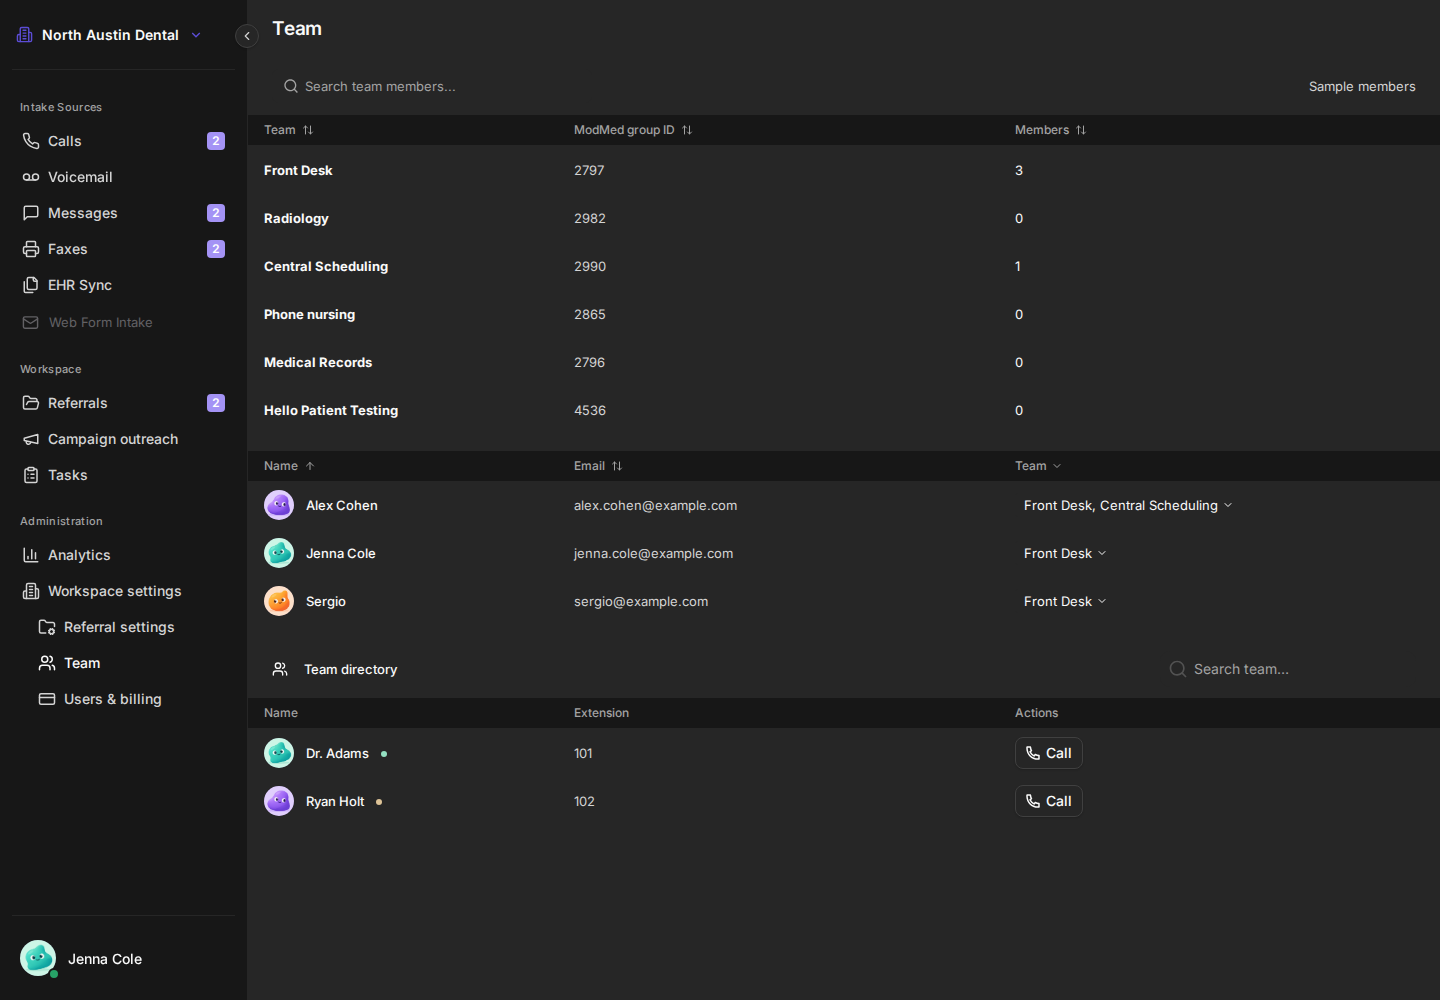 North Austin Dental
Intake Sources
Calls 2
Voicemail
Messages 2
Faxes 2
EHR Sync
Web Form Intake
Workspace
Referrals 2
Campaign outreach
Tasks
Administration
Analytics
Workspace settings
Referral settings
Team
Users & billing
Jenna Cole
Team
Search team members...
Sample members
Team ModMed group ID Members
Front Desk 2797 3
Radiology 2982 0
Central Scheduling 2990 1
Phone nursing 2865 0
Medical Records 2796 0
Hello Patient Testing 4536 0
Name Email Team
Alex Cohen alex.cohen@example.com Front Desk, Central Scheduling
Jenna Cole jenna.cole@example.com Front Desk
Sergio sergio@example.com Front Desk
Team directory
Search team...
Name Extension Actions
Dr. Adams 101 Call
Ryan Holt 102 Call